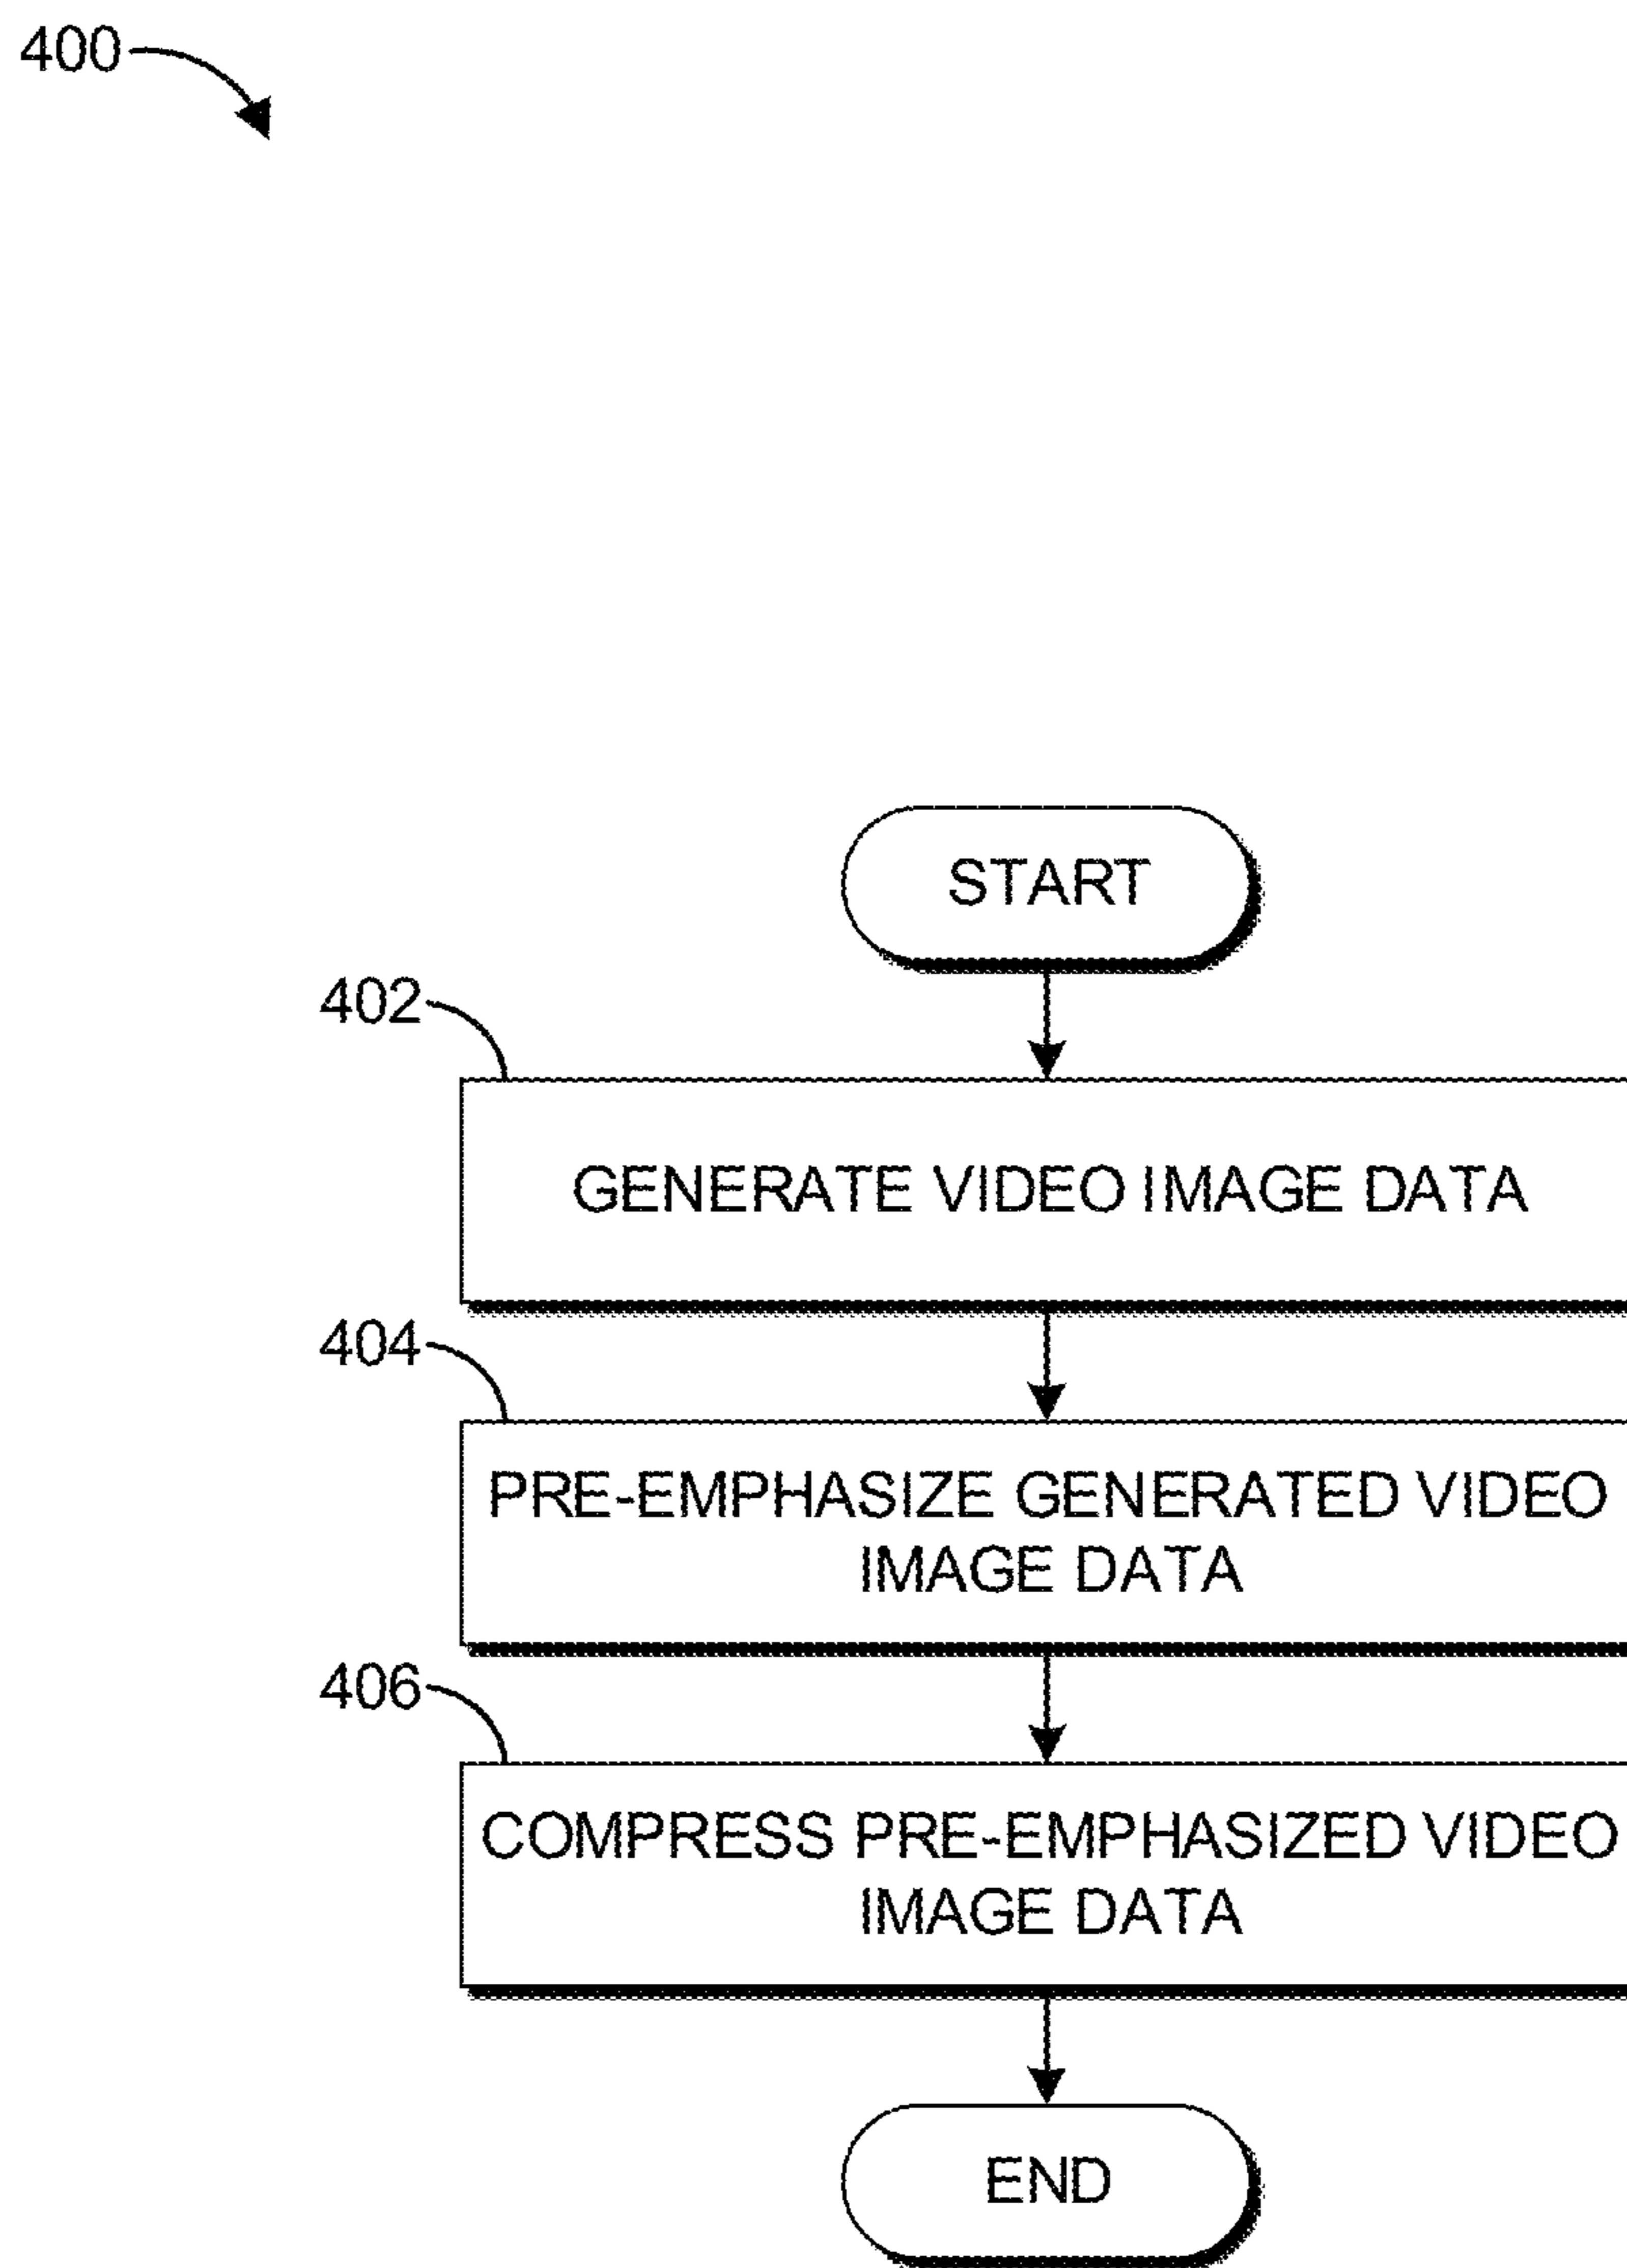 400
START
402
GENERATE VIDEO IMAGE DATA
404
PRE-EMPHASIZE GENERATED VIDEO
IMAGE DATA
406
COMPRESS PRE-EMPHASIZED VIDEO
IMAGE DATA
END